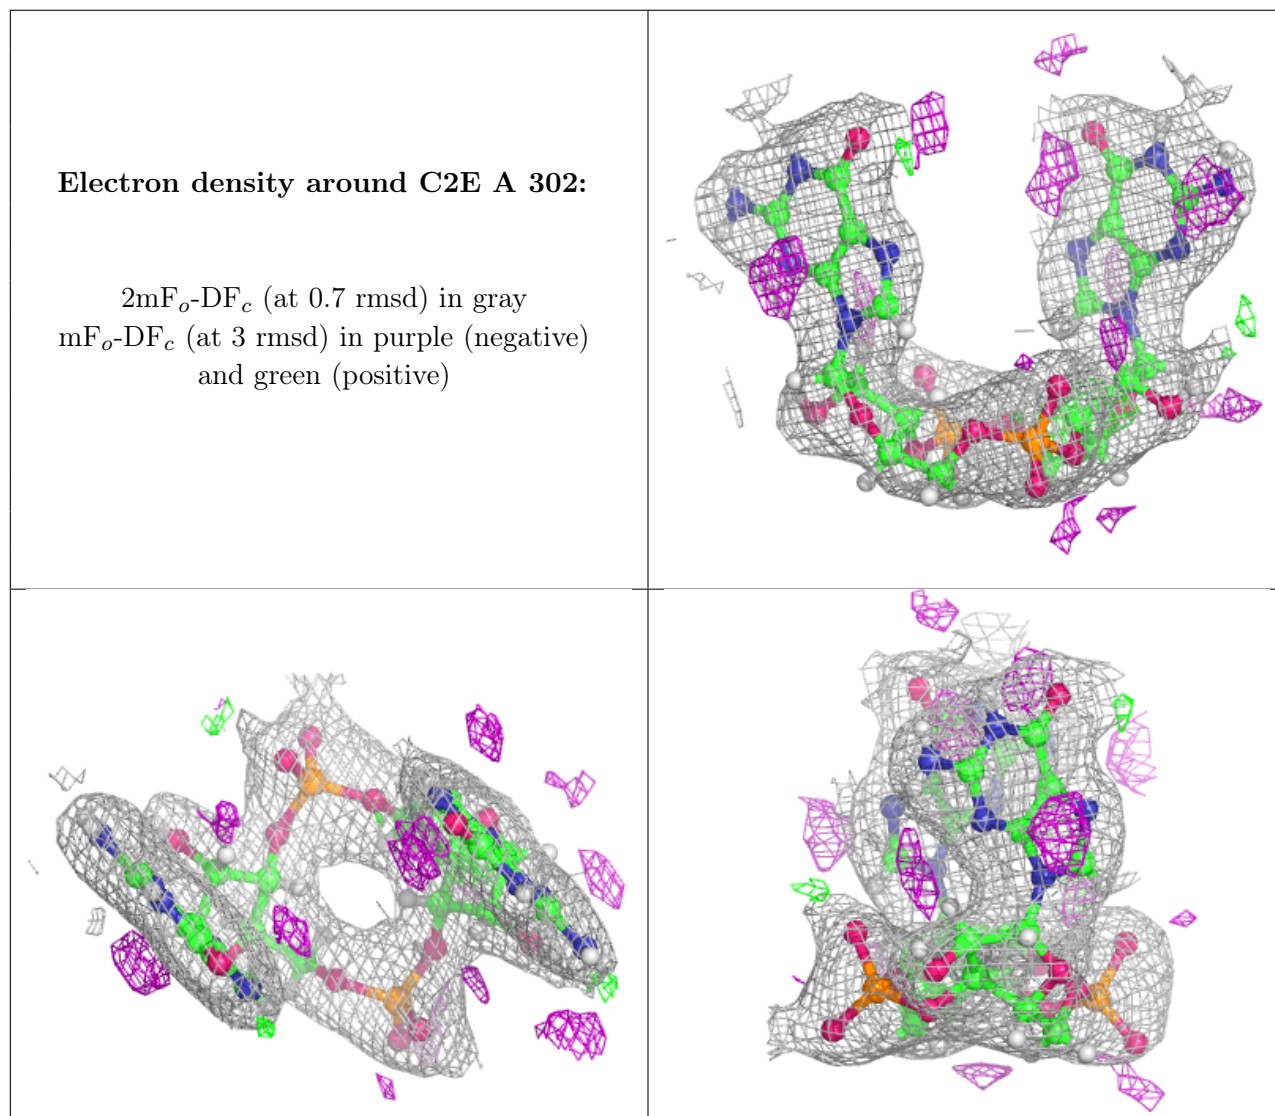 Electron density around C2E A 302:
2mFₒ-DF𝒸 (at 0.7 rmsd) in gray
mFₒ-DF𝒸 (at 3 rmsd) in purple (negative)
and green (positive)